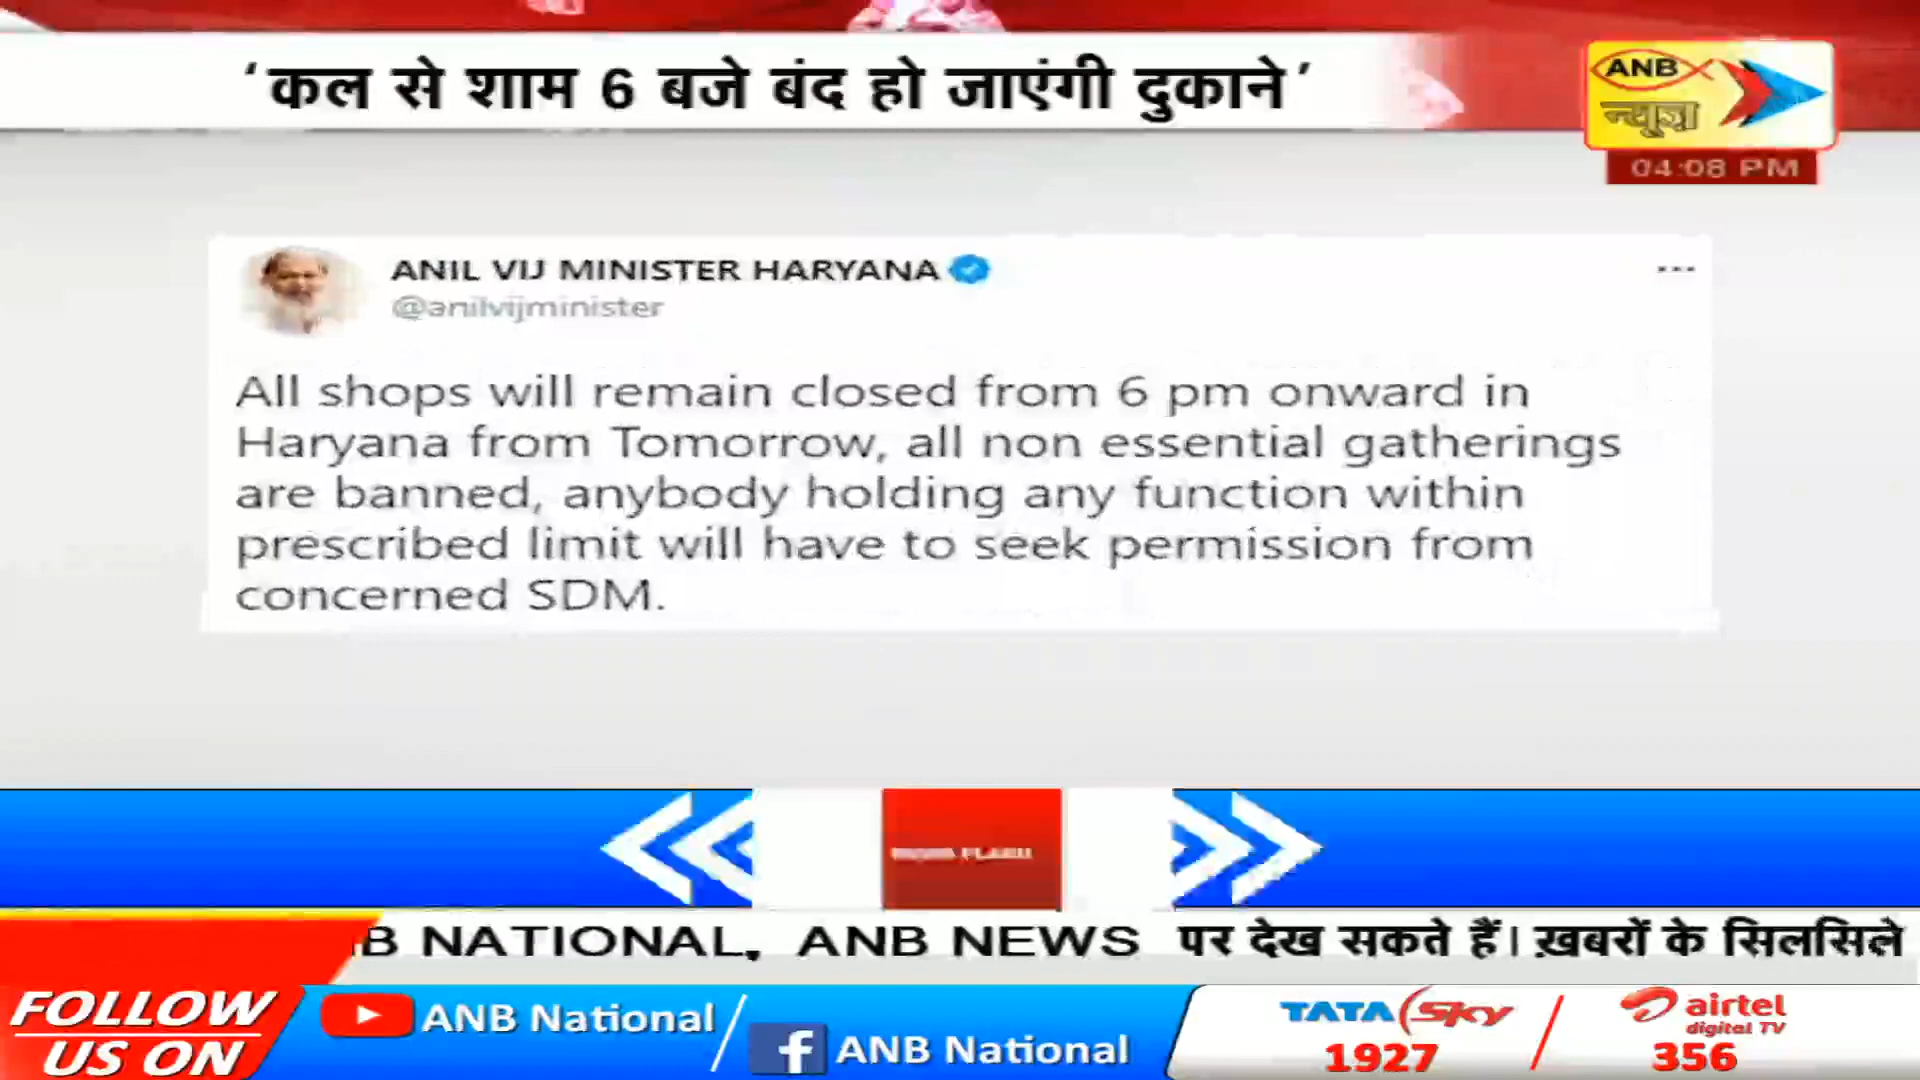 ‘कल से शाम 6 बजे बंद हो जाएंगी दुकाने’
ANB
न्यूज़
04:08 PM
ANIL VIJ MINISTER HARYANA
@anilvijminister
All shops will remain closed from 6 pm onward in
Haryana from Tomorrow, all non essential gatherings
are banned, anybody holding any function within
prescribed limit will have to seek permission from
concerned SDM.
B NATIONAL, ANB NEWS पर देख सकते हैं। ख़बरों के सिलसिले
FOLLOW
US ON
ANB National
ANB National
TATA Sky
1927
airtel
digital TV
356